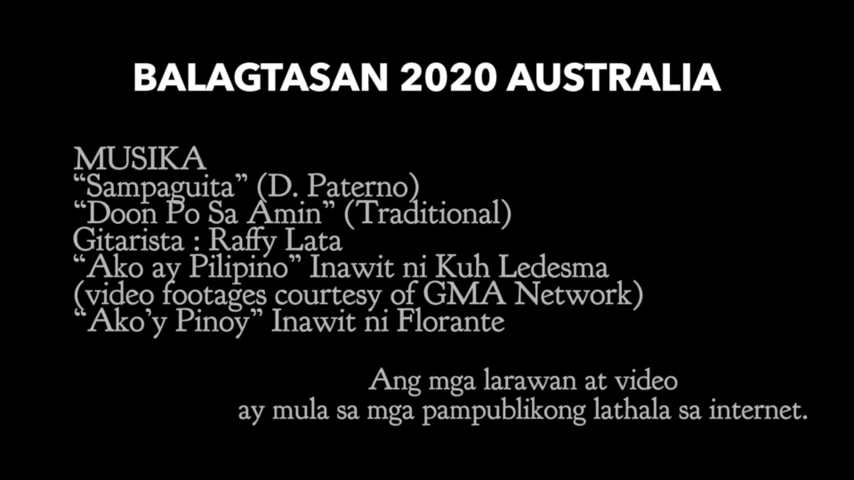 BALAGTASAN 2020 AUSTRALIA
MUSIKA
“Sampaguita” (D. Paterno)
“Doon Po Sa Amin” (Traditional)
Gitarista : Raffy Lata
“Ako ay Pilipino” Inawit ni Kuh Ledesma
(video footages courtesy of GMA Network)
“Ako’y Pinoy” Inawit ni Florante
Ang mga larawan at video
ay mula sa mga pampublikong lathala sa internet.